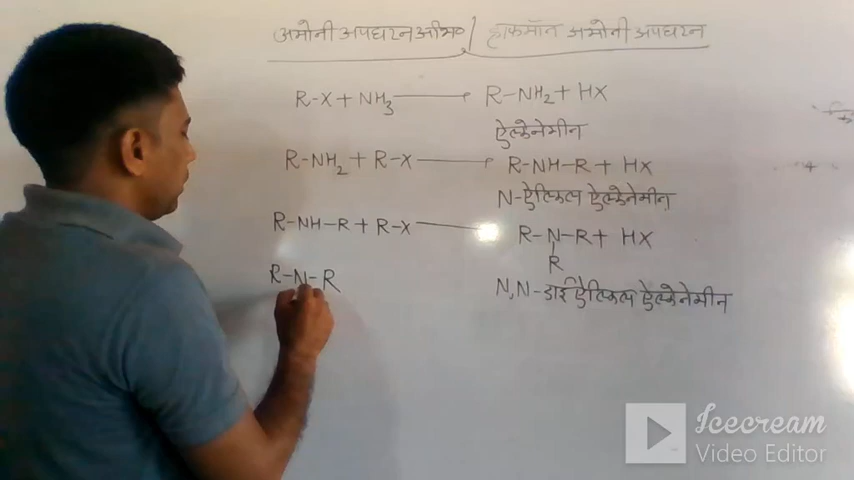 अमोनी अपघटन अभि० / हाफमॉन अमोनी अपघटन
R-X + NH3 → R-NH2 + HX
ऐल्केनेमीन
R-NH2 + R-X → R-NH-R + HX
N-ऐल्किल ऐल्केनेमीन
R-NH-R + R-X → R-N-R + HX
R
R-N-R
N,N-डाई ऐल्किल ऐल्केनेमीन
Icecream
Video Editor